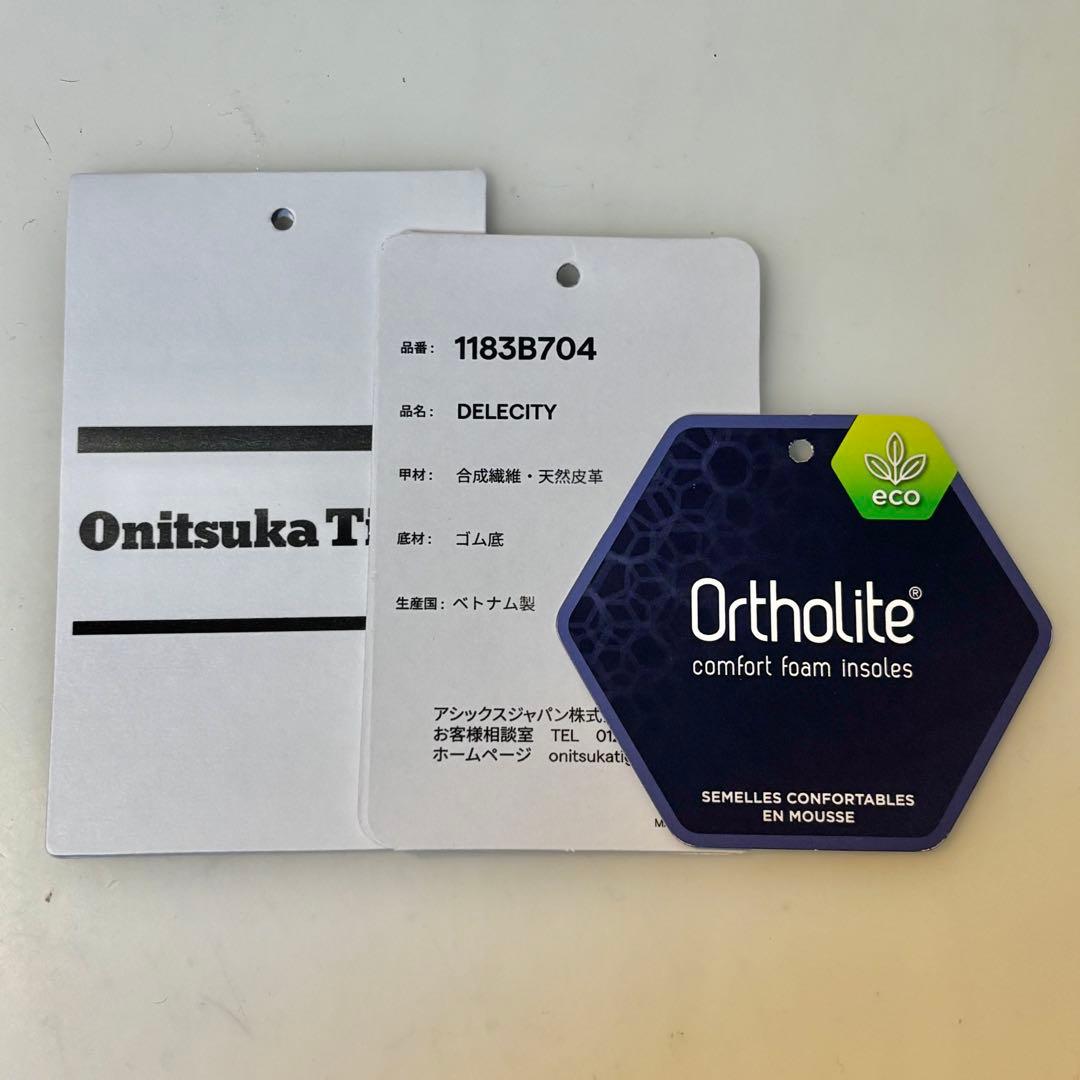 Onitsuka
品番： 1183B704
品名： DELECITY
甲材： 合成繊維・天然皮革
底材： ゴム底
生産国： ベトナム製
アシックスジャパン株式
お客様相談室 TEL
ホームページ
eco
Ortholite®
comfort foam insoles
SEMELLES CONFORTABLES
EN MOUSSE